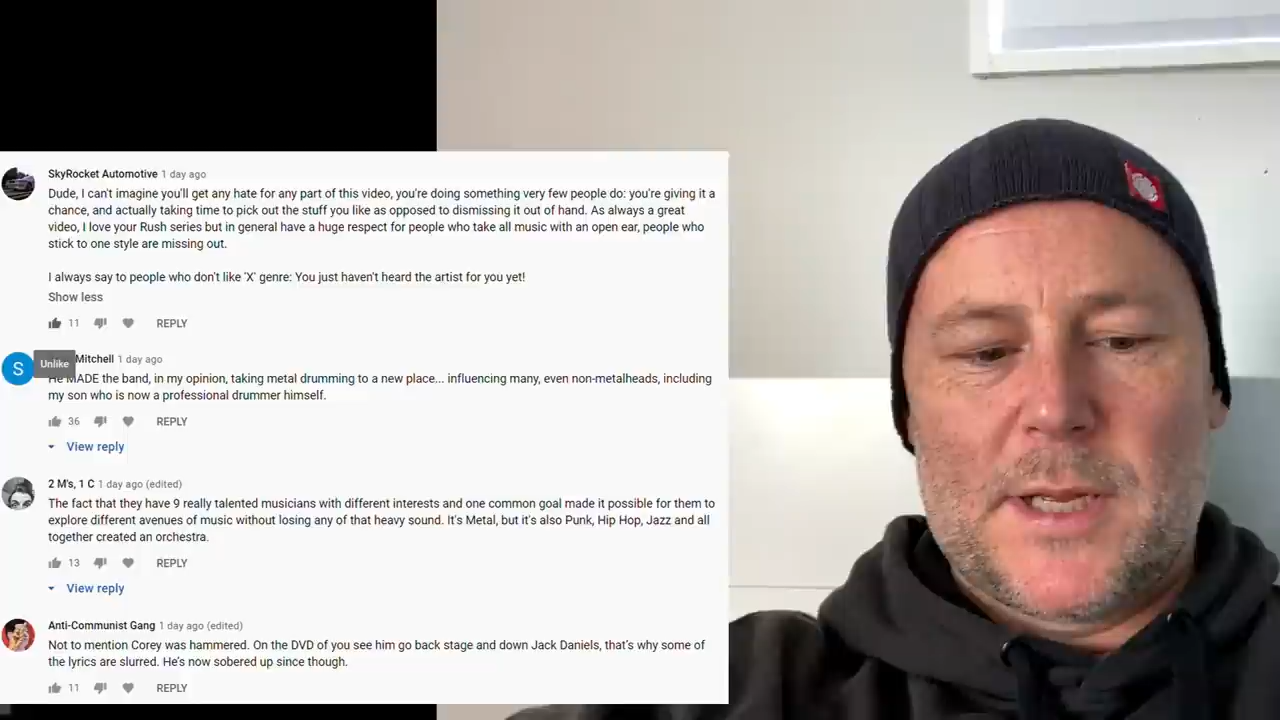 SkyRocket Automotive 1 day ago
Dude, I can't imagine you'll get any hate for any part of this video, you're doing something very few people do: you're giving it a
chance, and actually taking time to pick out the stuff you like as opposed to dismissing it out of hand. As always a great
video, I love your Rush series but in general have a huge respect for people who take all music with an open ear, people who
stick to one style are missing out.
I always say to people who don't like 'X' genre: You just haven't heard the artist for you yet!
Show less
11 REPLY
S
Unlike
Mitchell 1 day ago
He MADE the band, in my opinion, taking metal drumming to a new place... influencing many, even non-metalheads, including
my son who is now a professional drummer himself.
36 REPLY
View reply
2 M's, 1 C 1 day ago (edited)
The fact that they have 9 really talented musicians with different interests and one common goal made it possible for them to
explore different avenues of music without losing any of that heavy sound. It's Metal, but it's also Punk, Hip Hop, Jazz and all
together created an orchestra.
13 REPLY
View reply
Anti-Communist Gang 1 day ago (edited)
Not to mention Corey was hammered. On the DVD of you see him go back stage and down Jack Daniels, that's why some of
the lyrics are slurred. He's now sobered up since though.
11 REPLY